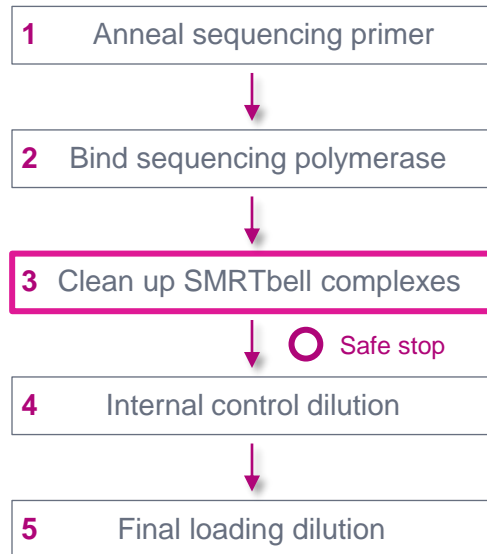 1 Anneal sequencing primer
2 Bind sequencing polymerase
3 Clean up SMRTbell complexes
Safe stop
4 Internal control dilution
5 Final loading dilution